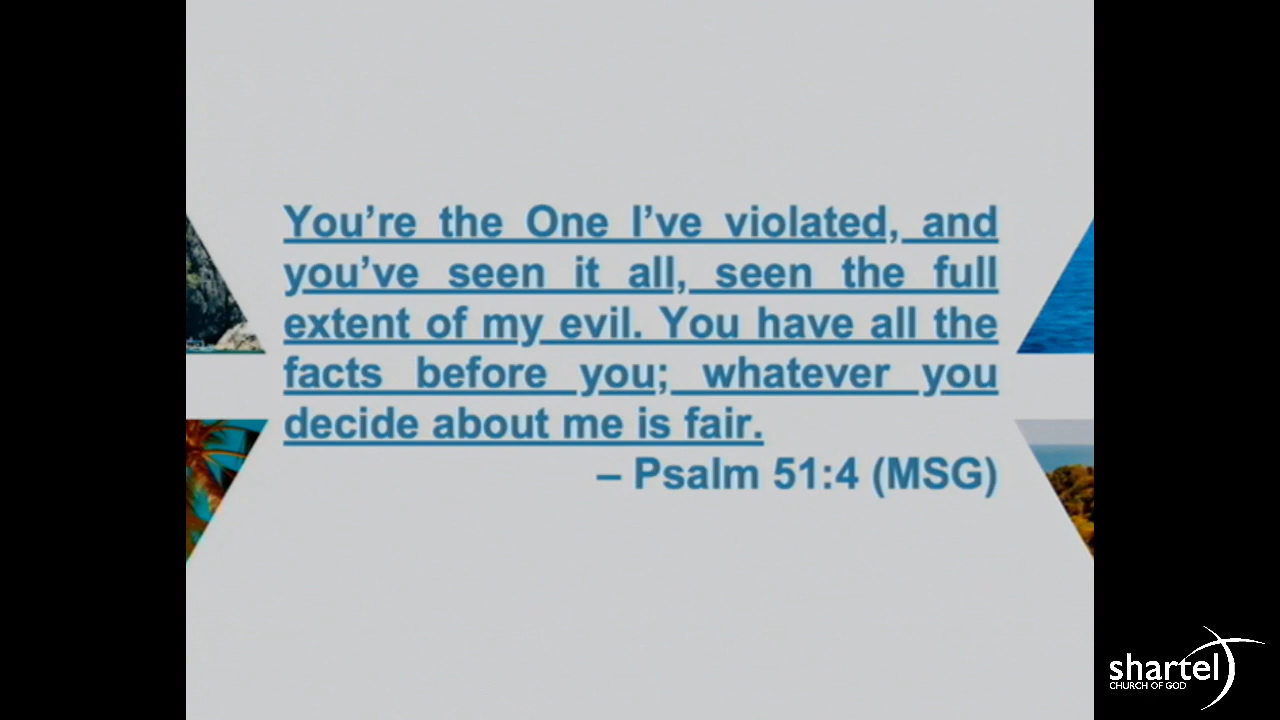 You’re the One I’ve violated, and
you’ve seen it all, seen the full
extent of my evil. You have all the
facts before you; whatever you
decide about me is fair.
– Psalm 51:4 (MSG)
shartel
CHURCH OF GOD